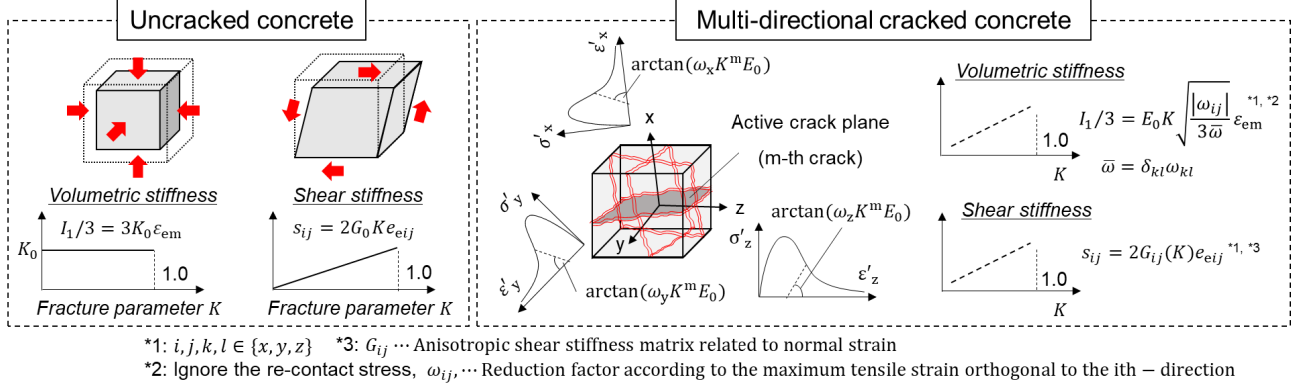 Uncracked concrete
Volumetric stiffness
I₁/3 = 3K₀εₑₘ
K₀
1.0
Fracture parameter K
Shear stiffness
sᵢⱼ = 2G₀Keₑᵢⱼ
1.0
Fracture parameter K
Multi-directional cracked concrete
ε′ₓ
arctan(ωₓKᵐE₀)
σ′ₓ
x
Active crack plane
(m-th crack)
z
y
σ′y
ε′y
arctan(ωyKᵐE₀)
arctan(ωzKᵐE₀)
σ′z
ε′z
Volumetric stiffness
1.0
K
I₁/3 = E₀K√(|ωᵢⱼ|/3ω̅) εₑₘ *1, *2
ω̅ = δₖₗωₖₗ
Shear stiffness
1.0
K
sᵢⱼ = 2Gᵢⱼ(K)eₑᵢⱼ *1, *3
*1: i, j, k, l ∈ {x, y, z} *3: Gᵢⱼ ⋯ Anisotropic shear stiffness matrix related to normal strain
*2: Ignore the re-contact stress, ωᵢⱼ, ⋯ Reduction factor according to the maximum tensile strain orthogonal to the ith − direction